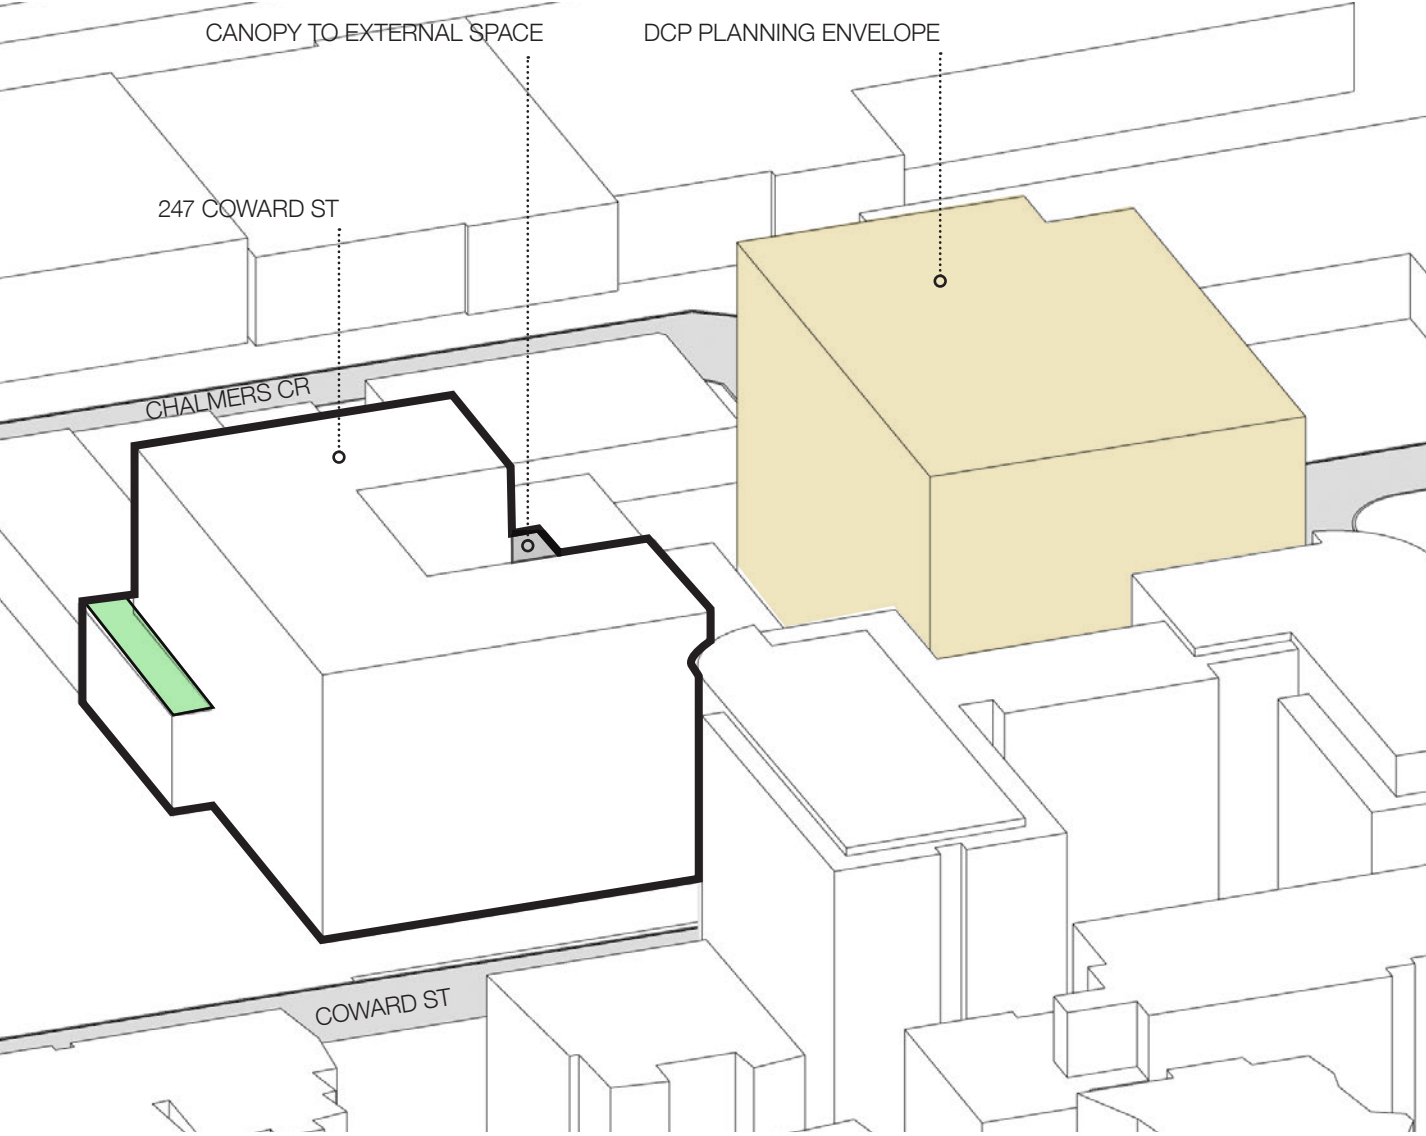 CANOPY TO EXTERNAL SPACE
DCP PLANNING ENVELOPE
247 COWARD ST
CHALMERS CR
COWARD ST